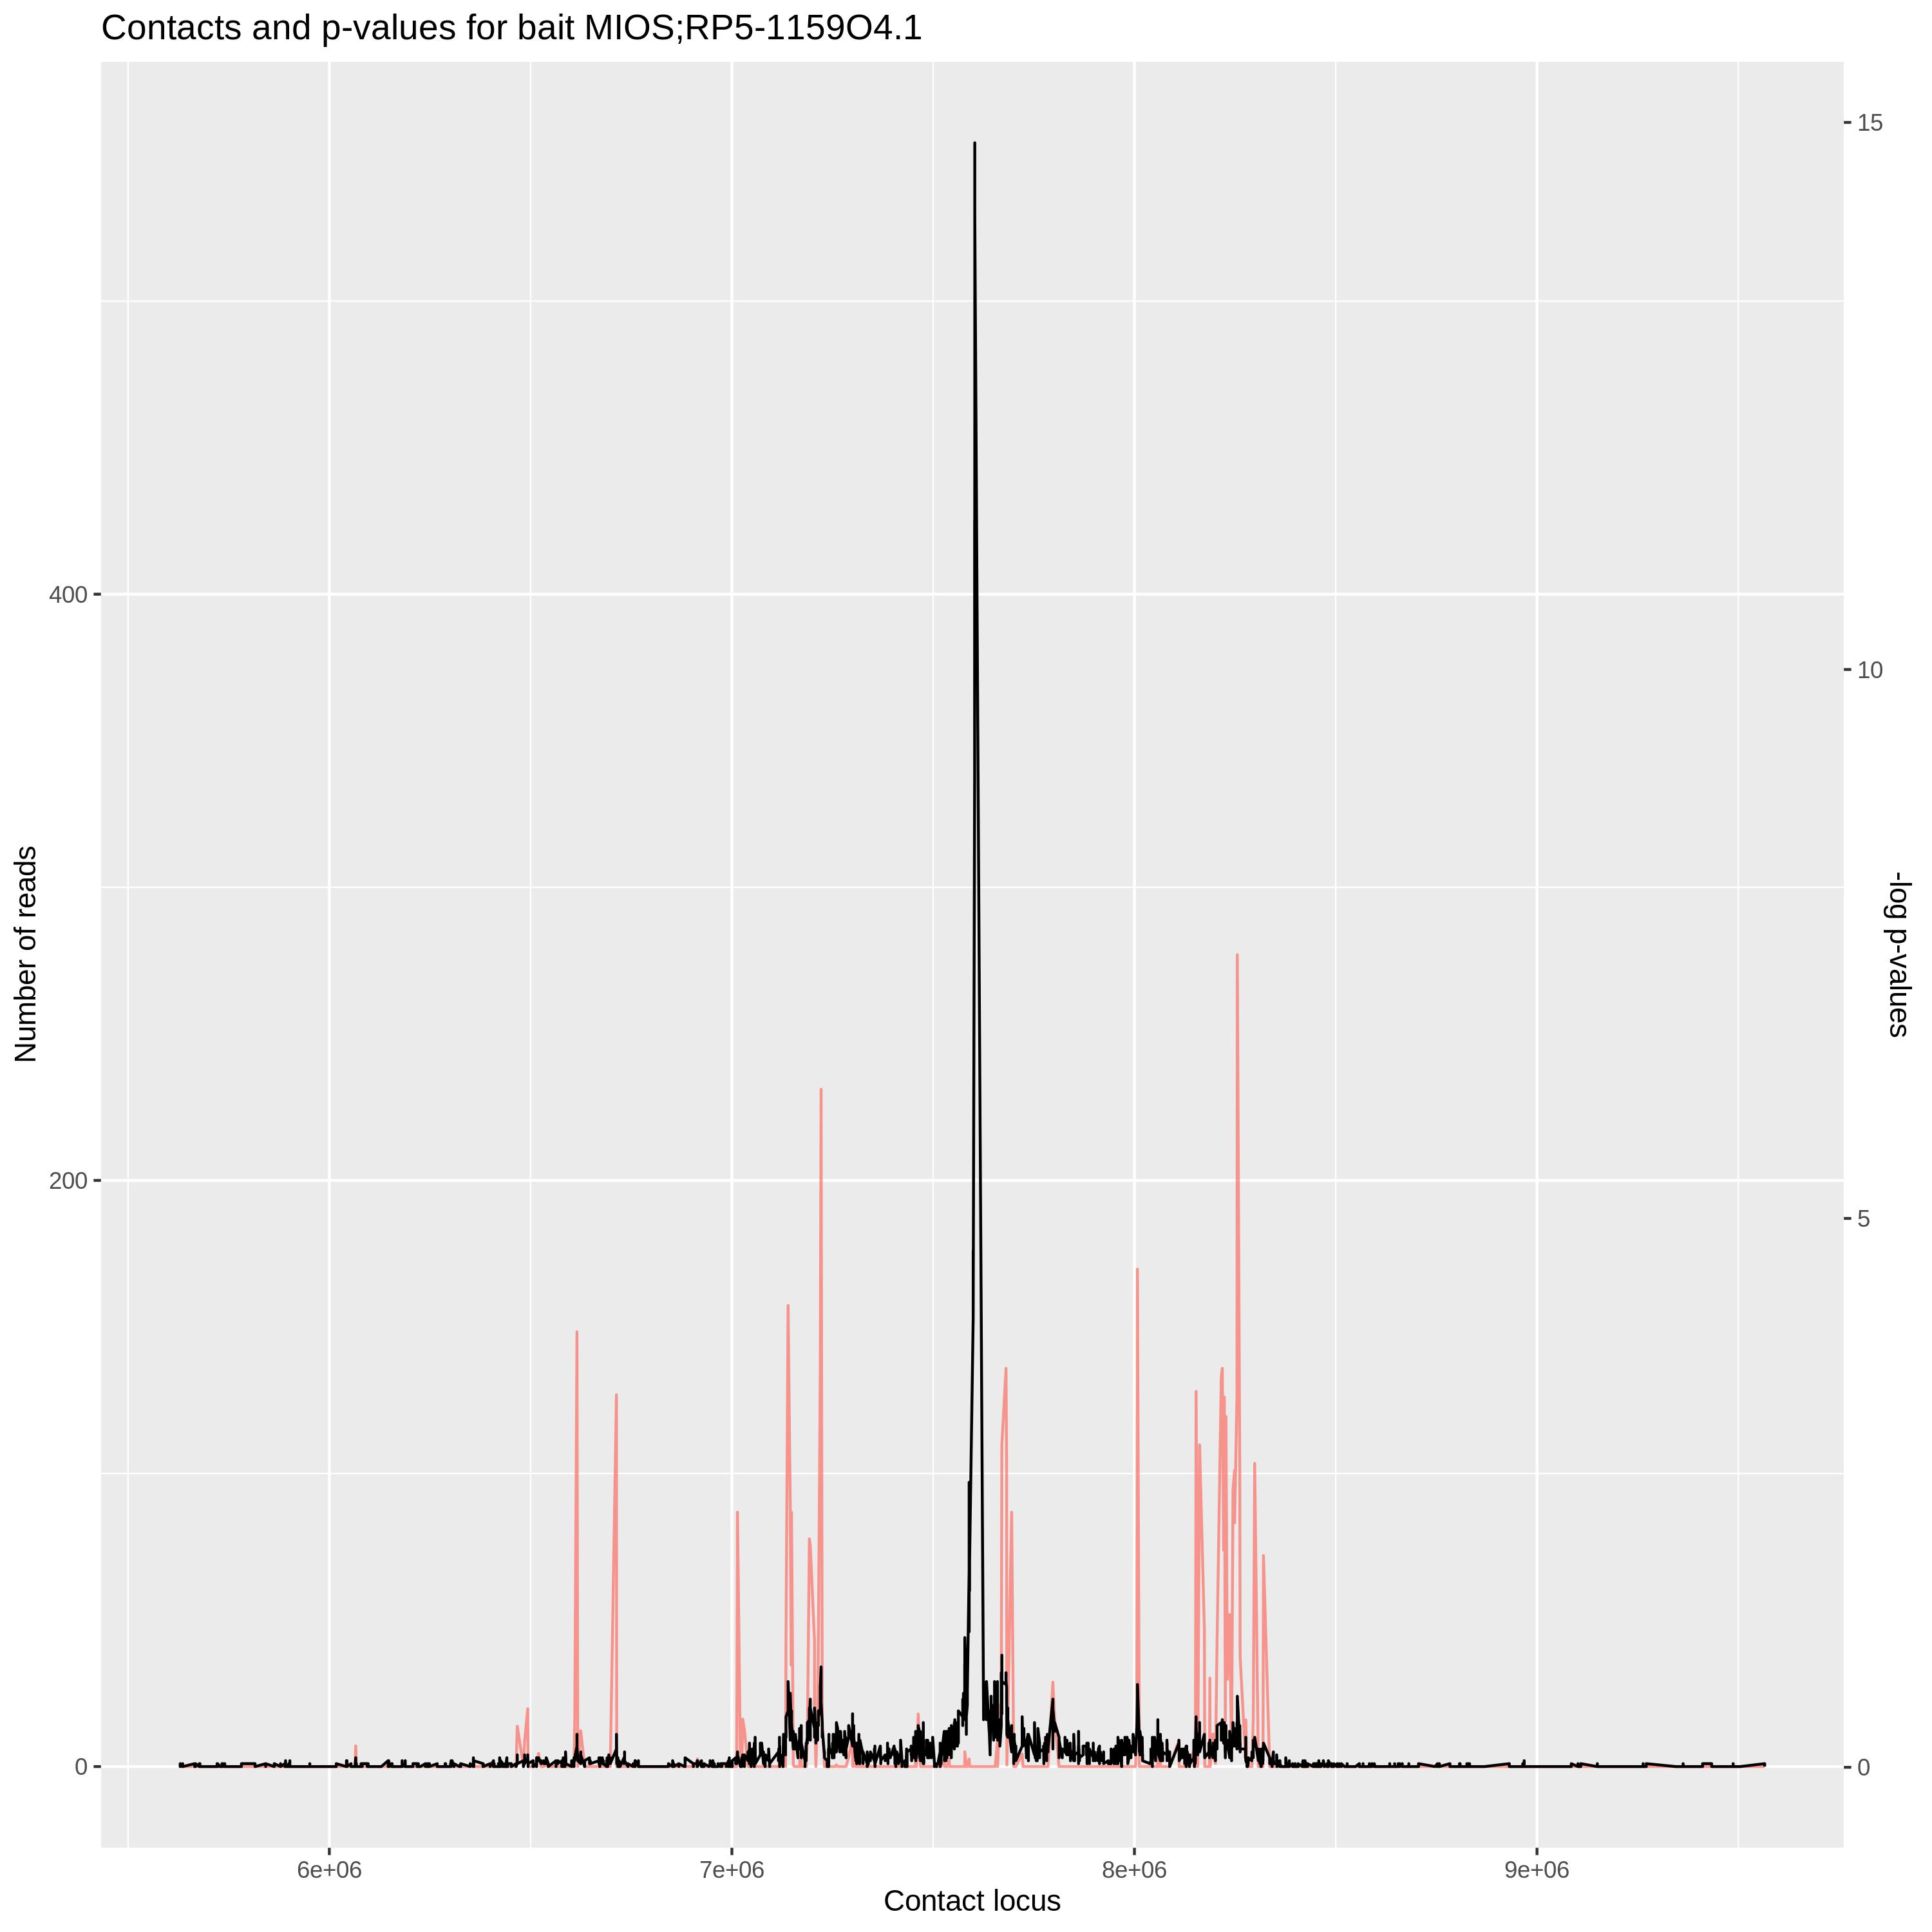 Contacts and p-values for bait MIOS;RP5-1159O4.1
15
400
10
Number of reads
-log p-values
200
5
0
0
6e+06
7e+06
8e+06
9e+06
Contact locus